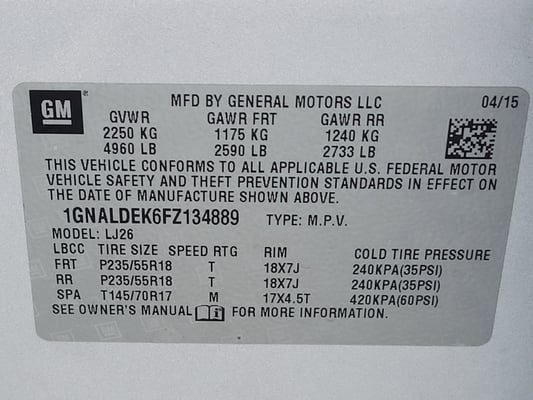 GM ® MFD BY GENERAL MOTORS LLC 04/15
GVWR GAWR FRT GAWR RR
2250 KG 1175 KG 1240 KG
4960 LB 2590 LB 2733 LB
THIS VEHICLE CONFORMS TO ALL APPLICABLE U.S. FEDERAL MOTOR
VEHICLE SAFETY AND THEFT PREVENTION STANDARDS IN EFFECT ON
THE DATE OF MANUFACTURE SHOWN ABOVE.
1GNALDEK6FZ134889 TYPE: M.P.V.
MODEL: LJ26
LBCC TIRE SIZE SPEED RTG RIM COLD TIRE PRESSURE
FRT P235/55R18 T 18X7J 240KPA(35PSI)
RR P235/55R18 T 18X7J 240KPA(35PSI)
SPA T145/70R17 M 17X4.5T 420KPA(60PSI)
SEE OWNER'S MANUAL FOR MORE INFORMATION.